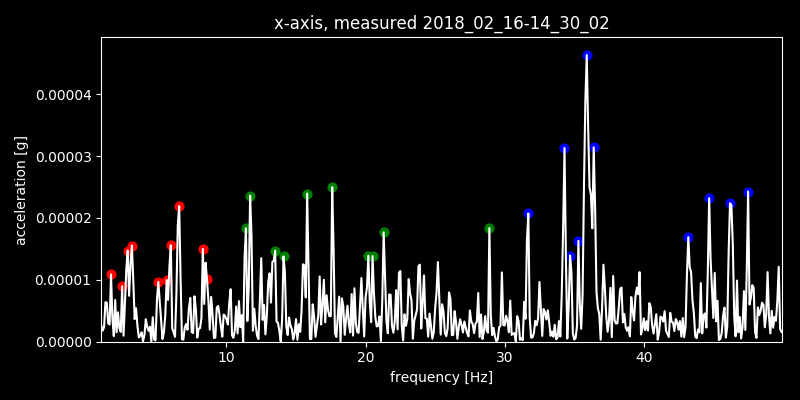 x-axis, measured 2018_02_16-14_30_02
acceleration [g]
0.00004
0.00003
0.00002
0.00001
0.00000
10 20 30 40
frequency [Hz]